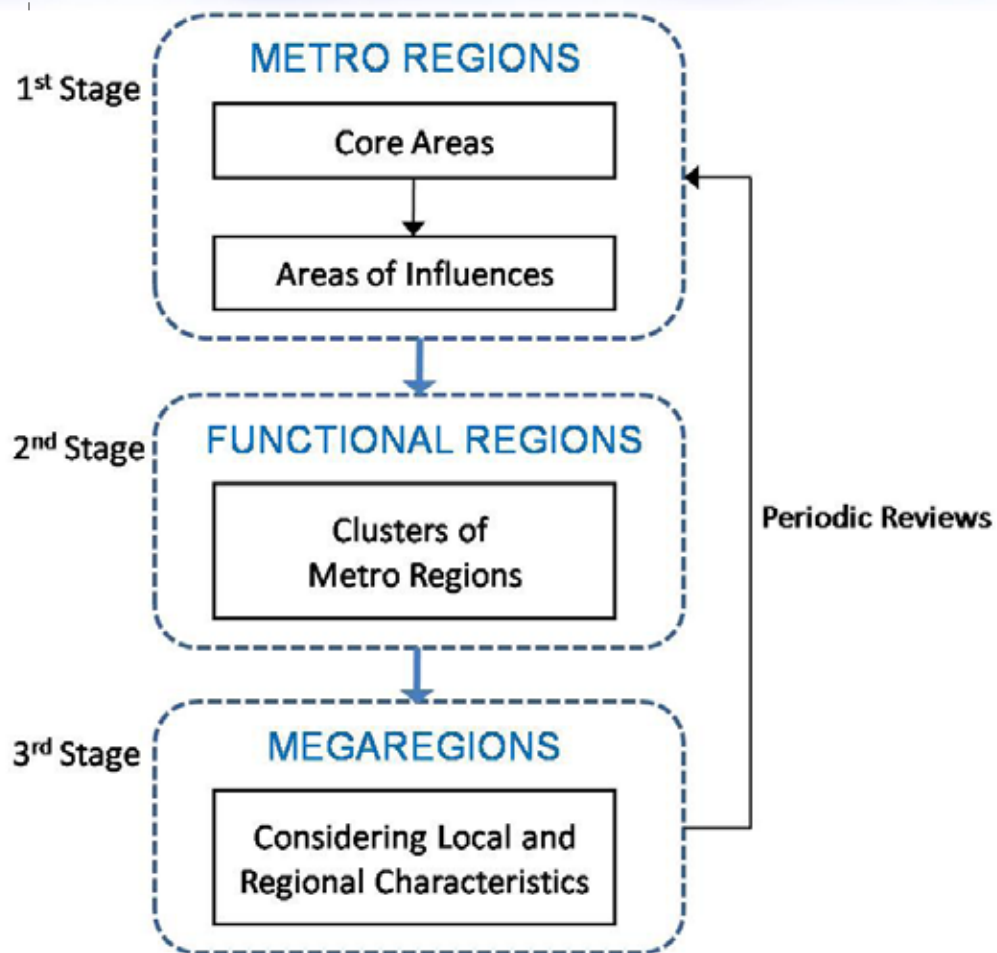 METRO REGIONS
1st Stage
Core Areas
Areas of Influences
FUNCTIONAL REGIONS
2nd Stage
Clusters of
Metro Regions
Periodic Reviews
MEGAREGIONS
3rd Stage
Considering Local and
Regional Characteristics